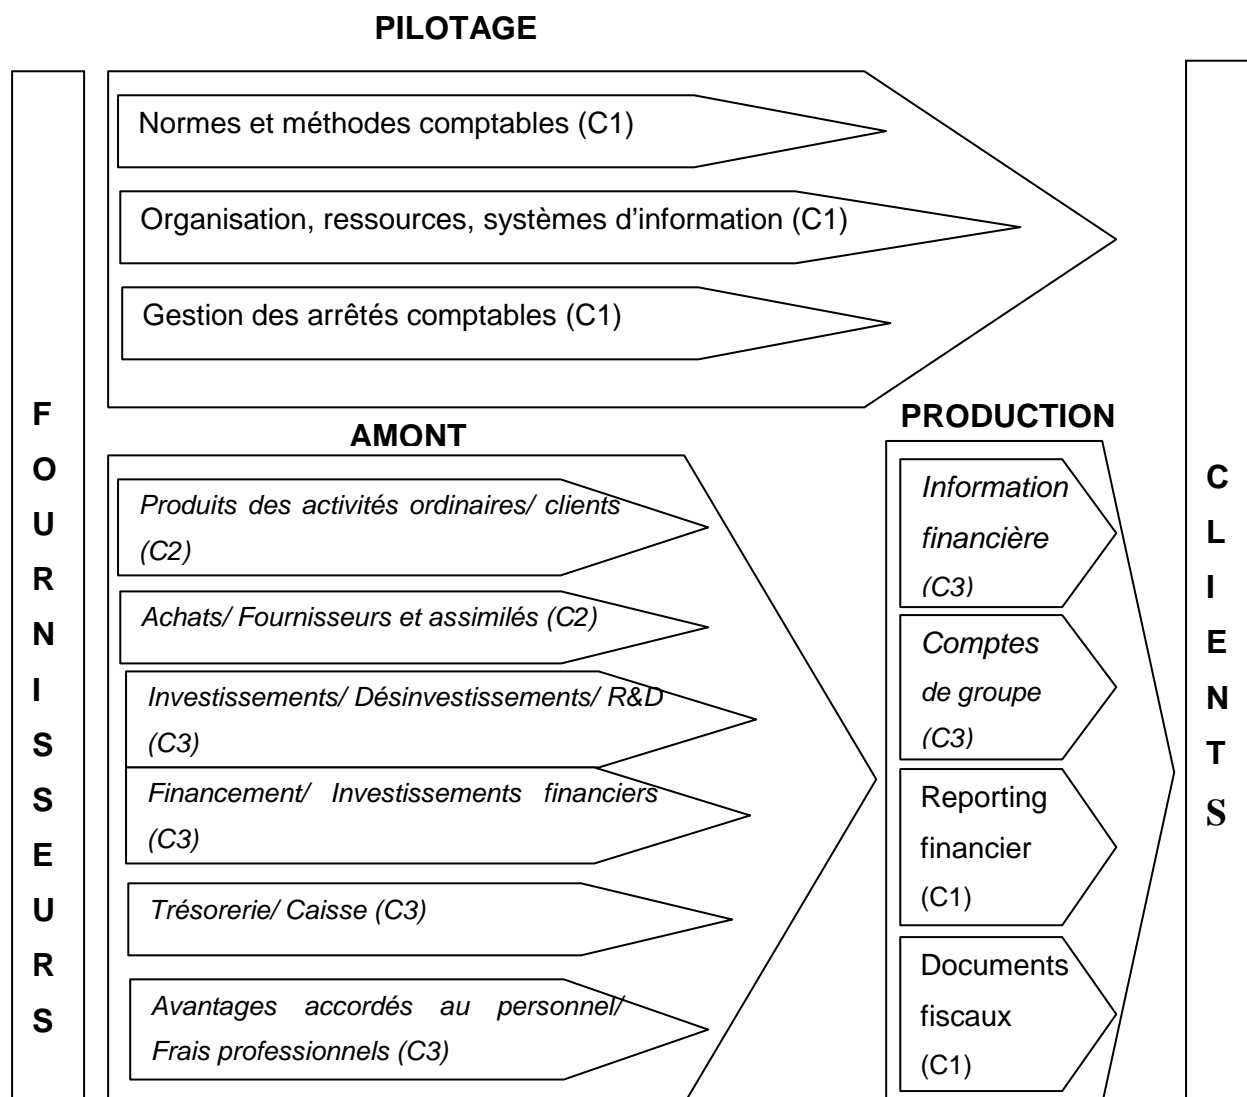 PILOTAGE
Normes et méthodes comptables (C1)
Organisation, ressources, systèmes d'information (C1)
Gestion des arrêtés comptables (C1)
F
O
U
R
N
I
S
S
E
U
R
S
AMONT
Produits des activités ordinaires/ clients
(C2)
Achats/ Fournisseurs et assimilés (C2)
Investissements/ Désinvestissements/ R&D
(C3)
Financement/ Investissements financiers
(C3)
Trésorerie/ Caisse (C3)
Avantages accordés au personnel/
Frais professionnels (C3)
PRODUCTION
Information
financière
(C3)
Comptes
de groupe
(C3)
Reporting
financier
(C1)
Documents
fiscaux
(C1)
C
L
I
E
N
T
S